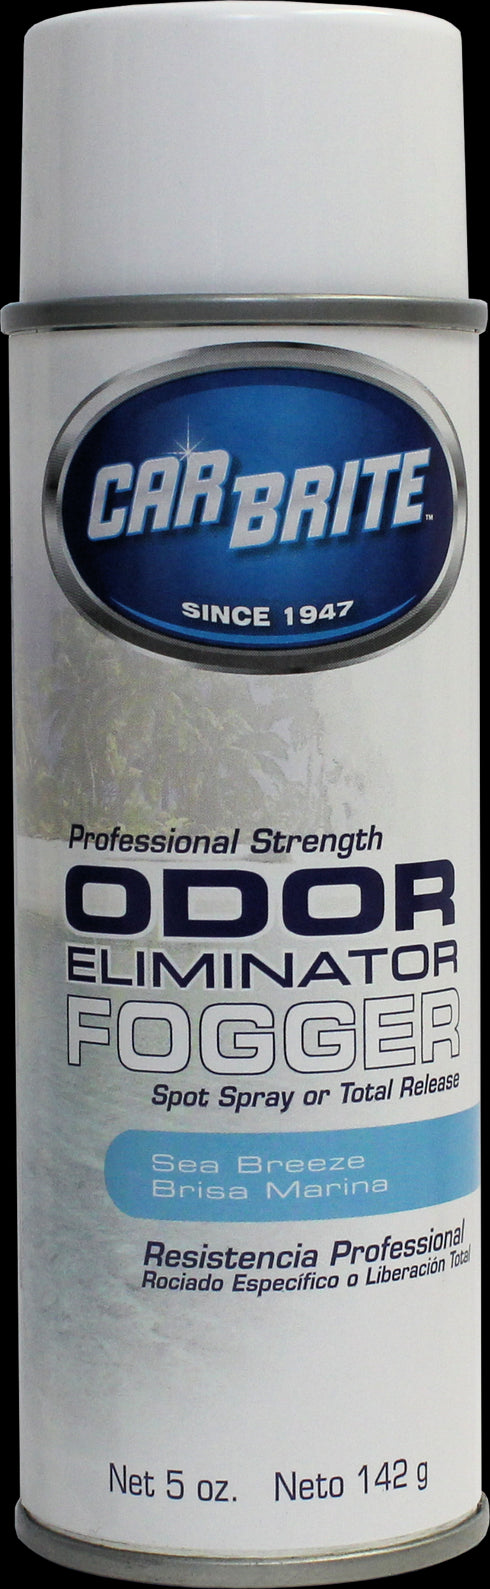 CAR BRITE™
SINCE 1947
Professional Strength
ODOR
ELIMINATOR
FOGGER
Spot Spray or Total Release
Sea Breeze
Brisa Marina
Resistencia Professional
Rociado Específico o Liberación Total
Net 5 oz. Neto 142 g